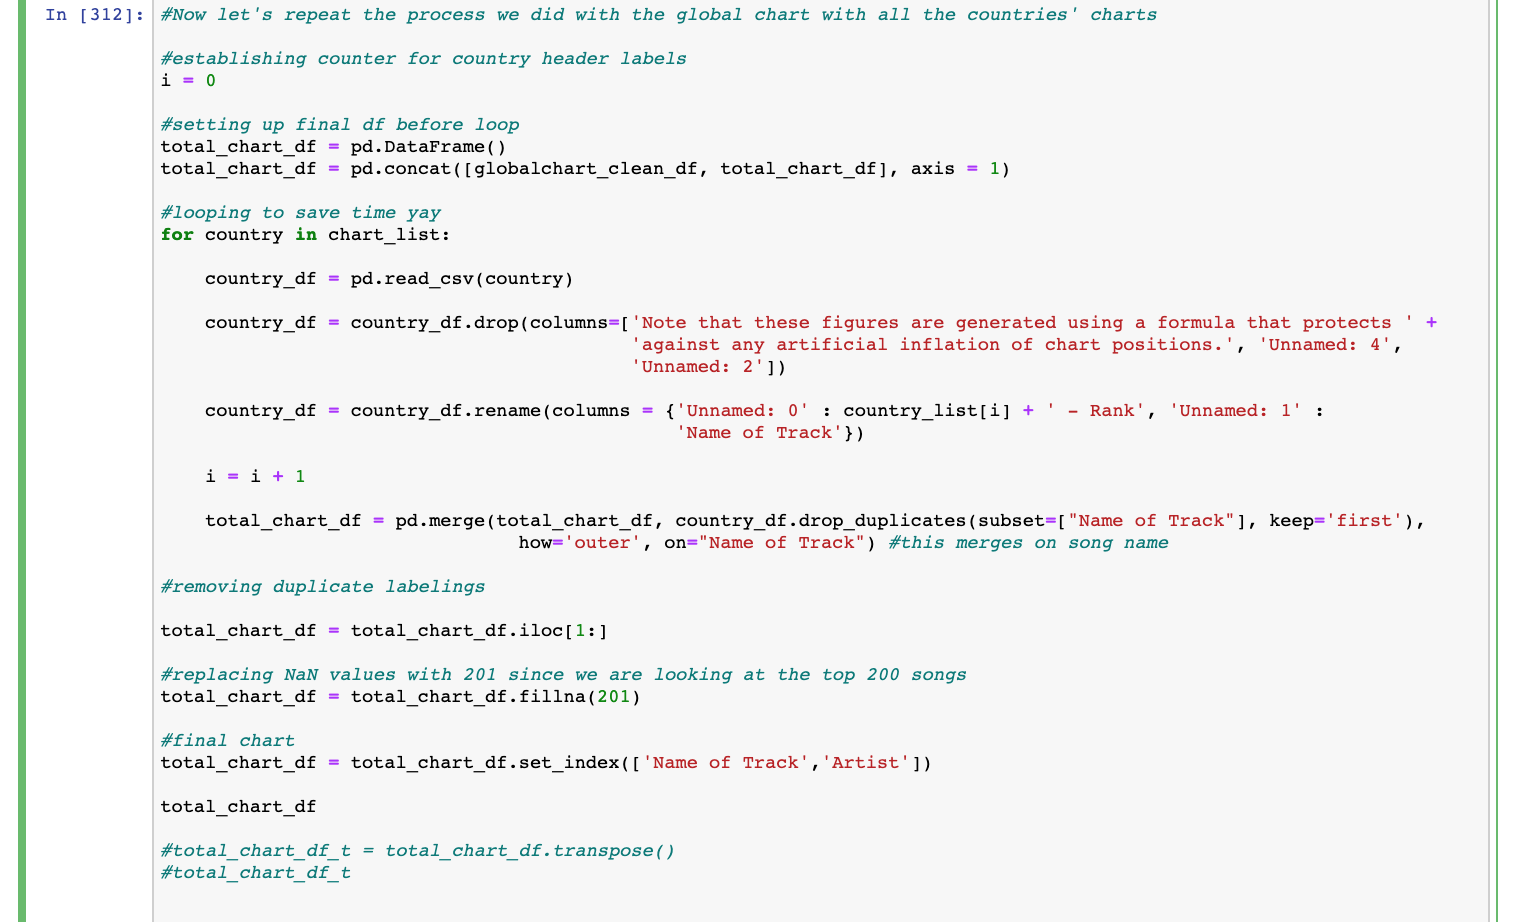 In [312]: #Now let's repeat the process we did with the global chart with all the countries' charts
#establishing counter for country header labels
i = 0
#setting up final df before loop
total_chart_df = pd.DataFrame()
total_chart_df = pd.concat([globalchart_clean_df, total_chart_df], axis = 1)
#looping to save time yay
for country in chart_list:
    country_df = pd.read_csv(country)
    country_df = country_df.drop(columns=['Note that these figures are generated using a formula that protects ' +
                                          'against any artificial inflation of chart positions.', 'Unnamed: 4',
                                          'Unnamed: 2'])
    country_df = country_df.rename(columns = {'Unnamed: 0' : country_list[i] + ' - Rank', 'Unnamed: 1' :
                                              'Name of Track'})
    i = i + 1
    total_chart_df = pd.merge(total_chart_df, country_df.drop_duplicates(subset=["Name of Track"], keep='first'),
                                how='outer', on="Name of Track") #this merges on song name
#removing duplicate labelings
total_chart_df = total_chart_df.iloc[1:]
#replacing NaN values with 201 since we are looking at the top 200 songs
total_chart_df = total_chart_df.fillna(201)
#final chart
total_chart_df = total_chart_df.set_index(['Name of Track','Artist'])
total_chart_df
#total_chart_df_t = total_chart_df.transpose()
#total_chart_df_t